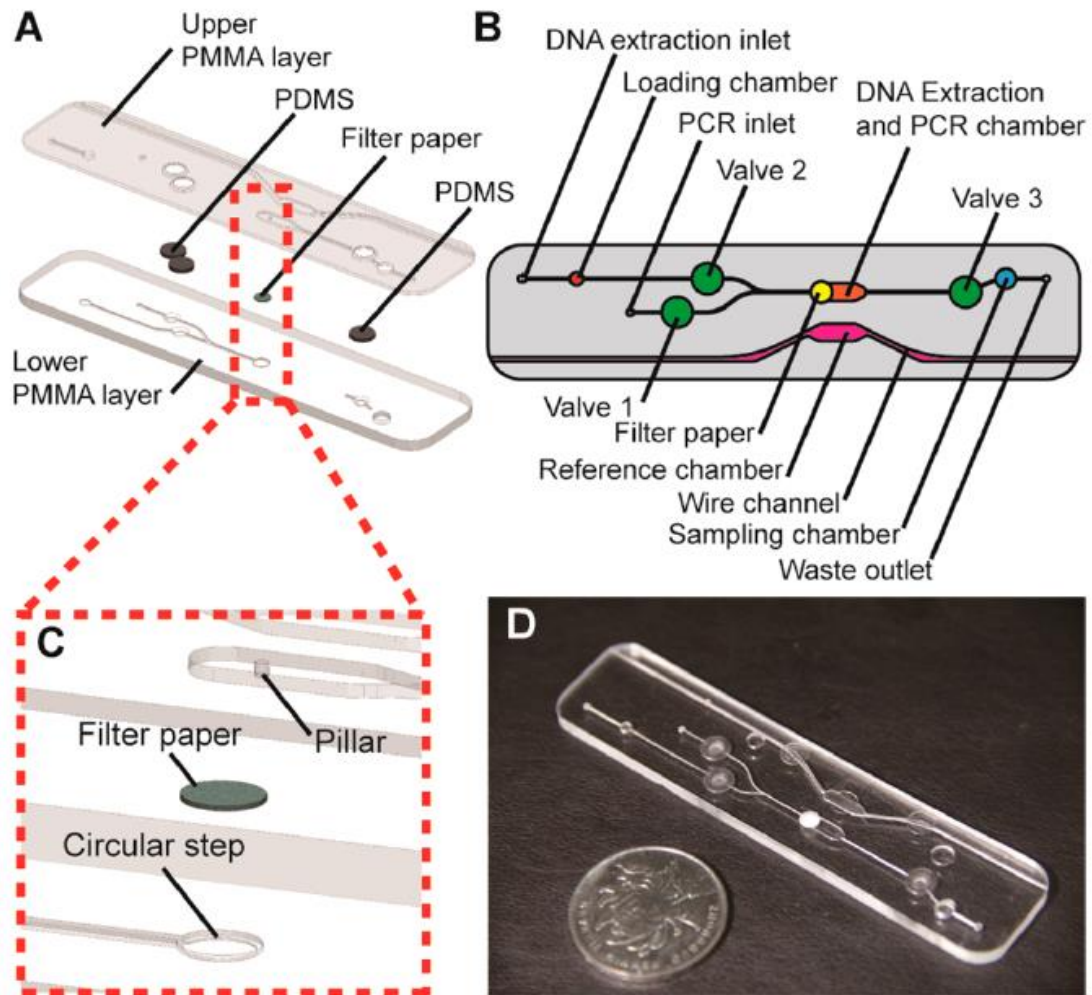 A
Upper
PMMA layer
PDMS
Filter paper
PDMS
Lower
PMMA layer
B
DNA extraction inlet
Loading chamber
PCR inlet
Valve 2
DNA Extraction
and PCR chamber
Valve 3
Valve 1
Filter paper
Reference chamber
Wire channel
Sampling chamber
Waste outlet
C
Filter paper
Pillar
Circular step
D